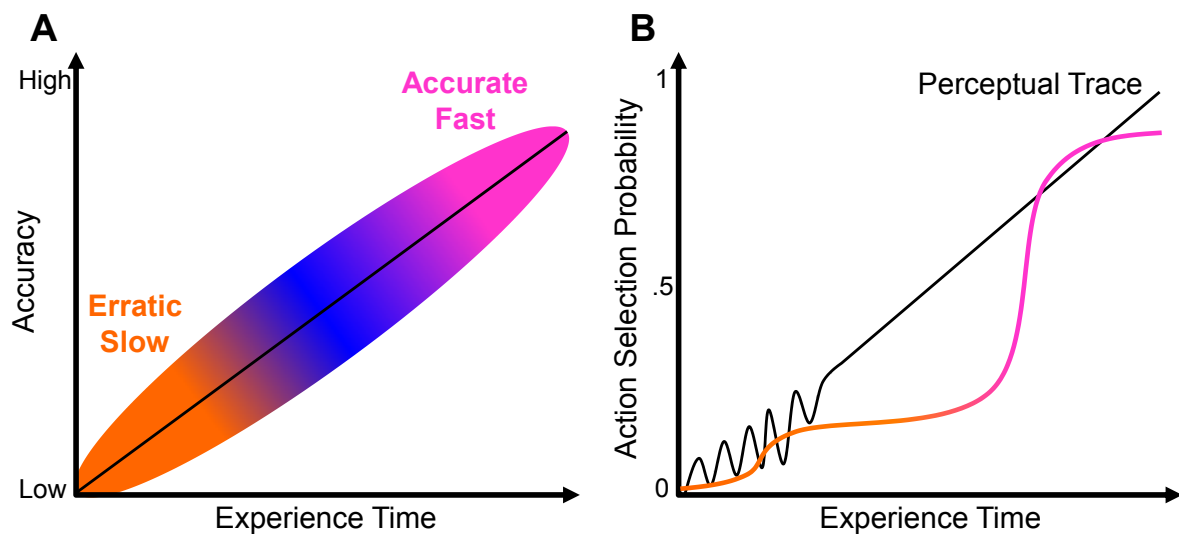 A
High
Accurate
Fast
Erratic
Slow
Accuracy
Low
Experience Time
B
1
Perceptual Trace
.5
Action Selection Probability
0
Experience Time